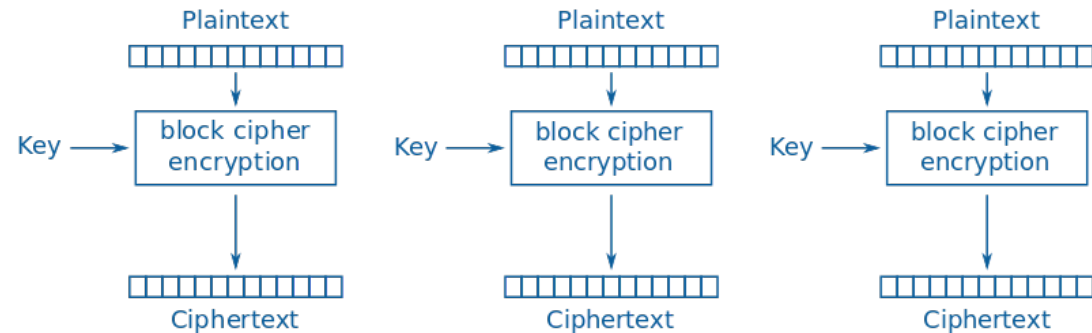 Plaintext
Plaintext
Plaintext
Key
block cipher
encryption
Key
block cipher
encryption
Key
block cipher
encryption
Ciphertext
Ciphertext
Ciphertext